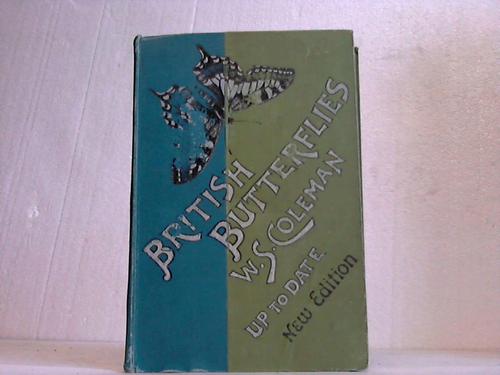 BRITISH
BUTTERFLIES
W. S. COLEMAN
UP TO DATE
NEW EDITION